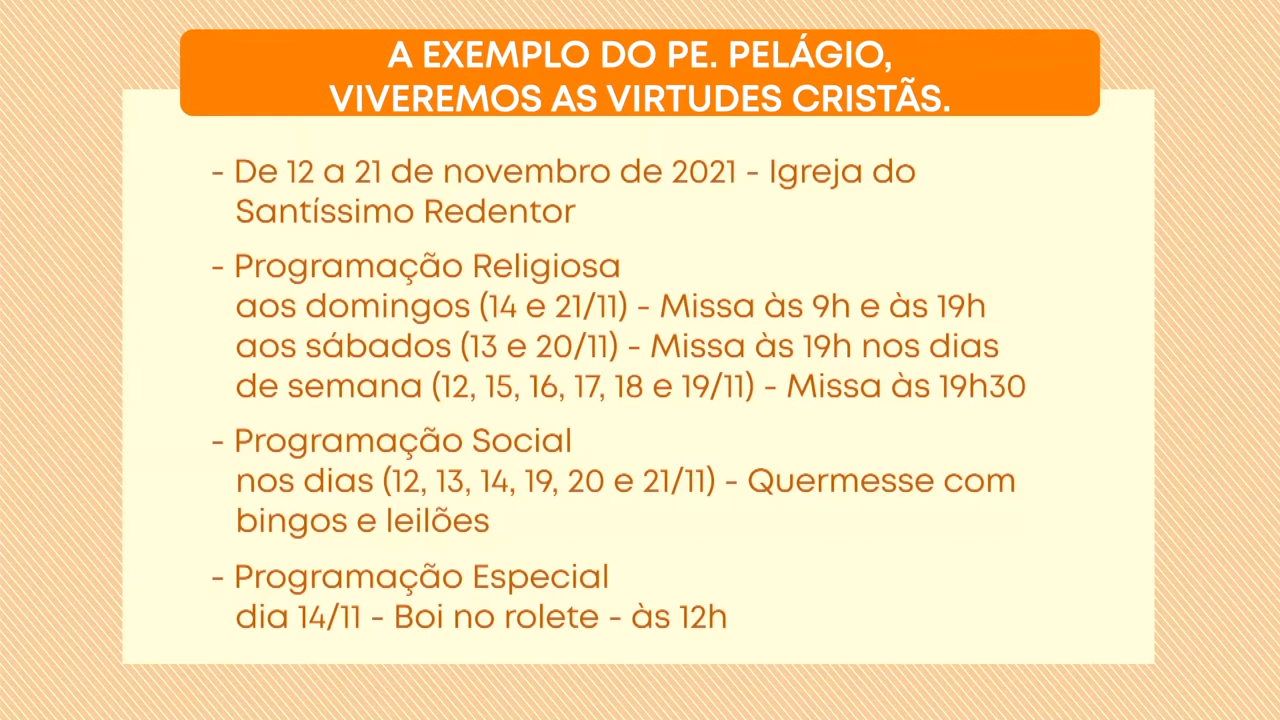 A EXEMPLO DO PE. PELÁGIO,
VIVEREMOS AS VIRTUDES CRISTÃS.
- De 12 a 21 de novembro de 2021 - Igreja do
Santíssimo Redentor
- Programação Religiosa
aos domingos (14 e 21/11) - Missa às 9h e às 19h
aos sábados (13 e 20/11) - Missa às 19h nos dias
de semana (12, 15, 16, 17, 18 e 19/11) - Missa às 19h30
- Programação Social
nos dias (12, 13, 14, 19, 20 e 21/11) - Quermesse com
bingos e leilões
- Programação Especial
dia 14/11 - Boi no rolete - às 12h